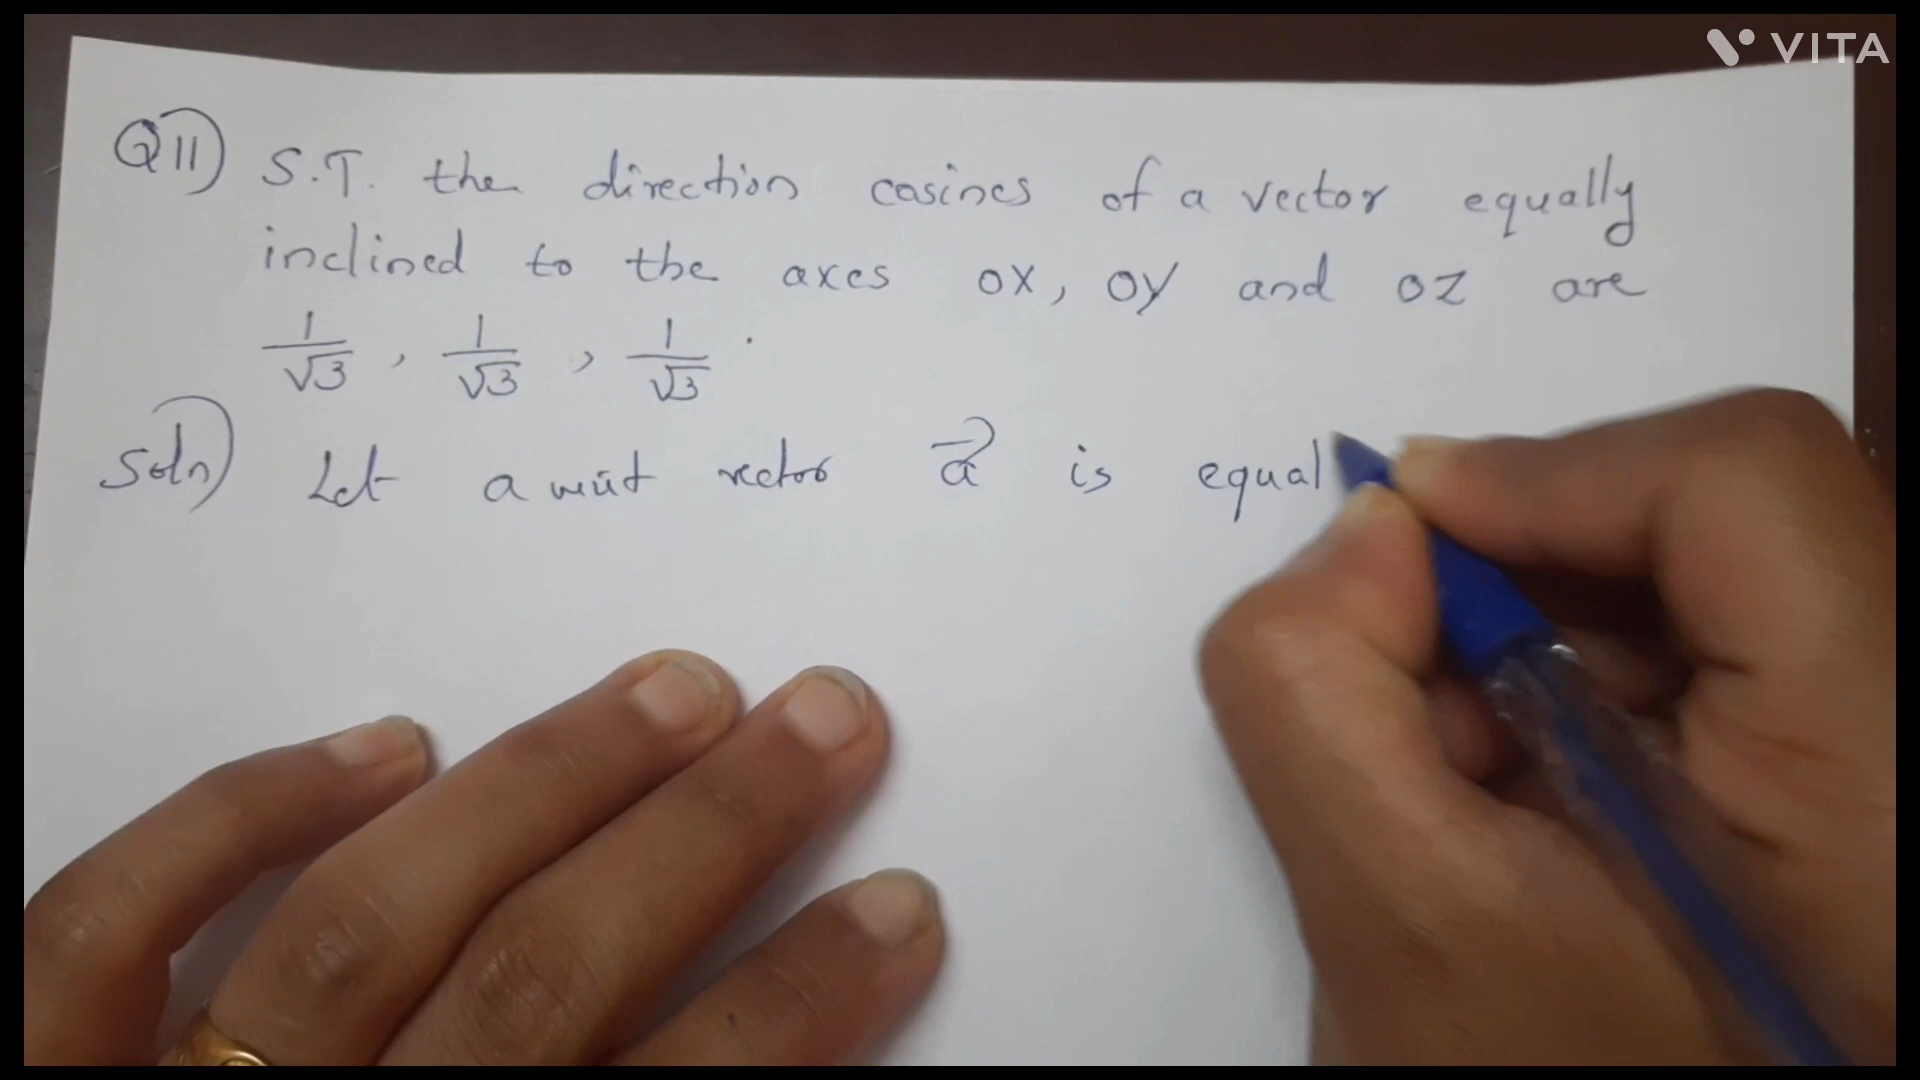 VITA
Q11) S.T. the direction cosines of a vector equally
inclined to the axes OX, OY and OZ are
1/√3, 1/√3, 1/√3.
Soln) Let a unit vector a⃗ is equal